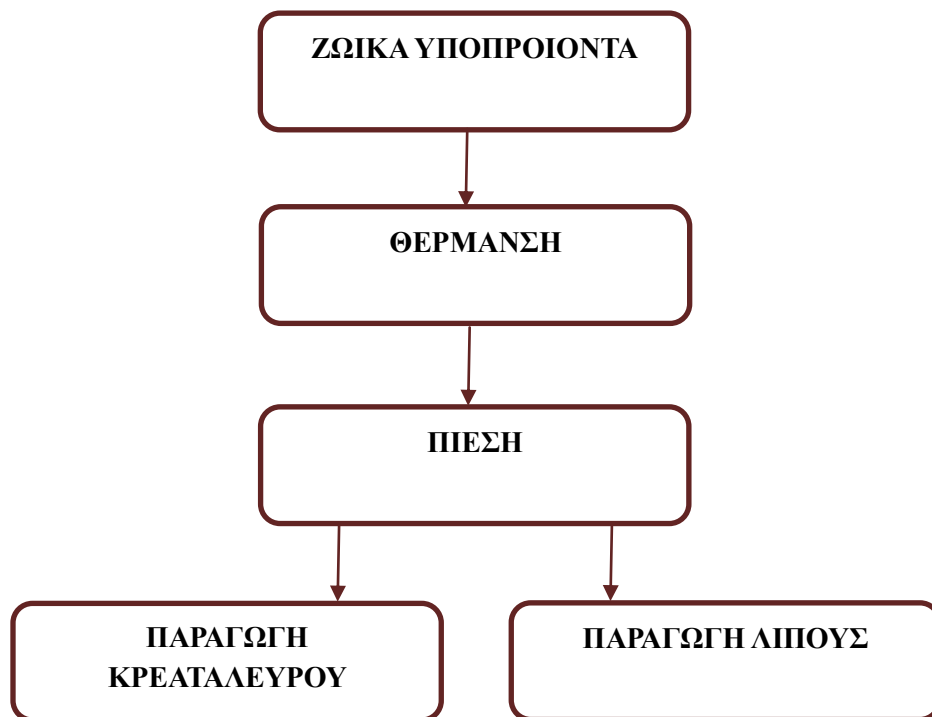 ΖΩΙΚΑ ΥΠΟΠΡΟΙΟΝΤΑ
ΘΕΡΜΑΝΣΗ
ΠΙΕΣΗ
ΠΑΡΑΓΩΓΗ
ΚΡΕΑΤΑΛΕΥΡΟΥ
ΠΑΡΑΓΩΓΗ ΛΙΠΟΥΣ